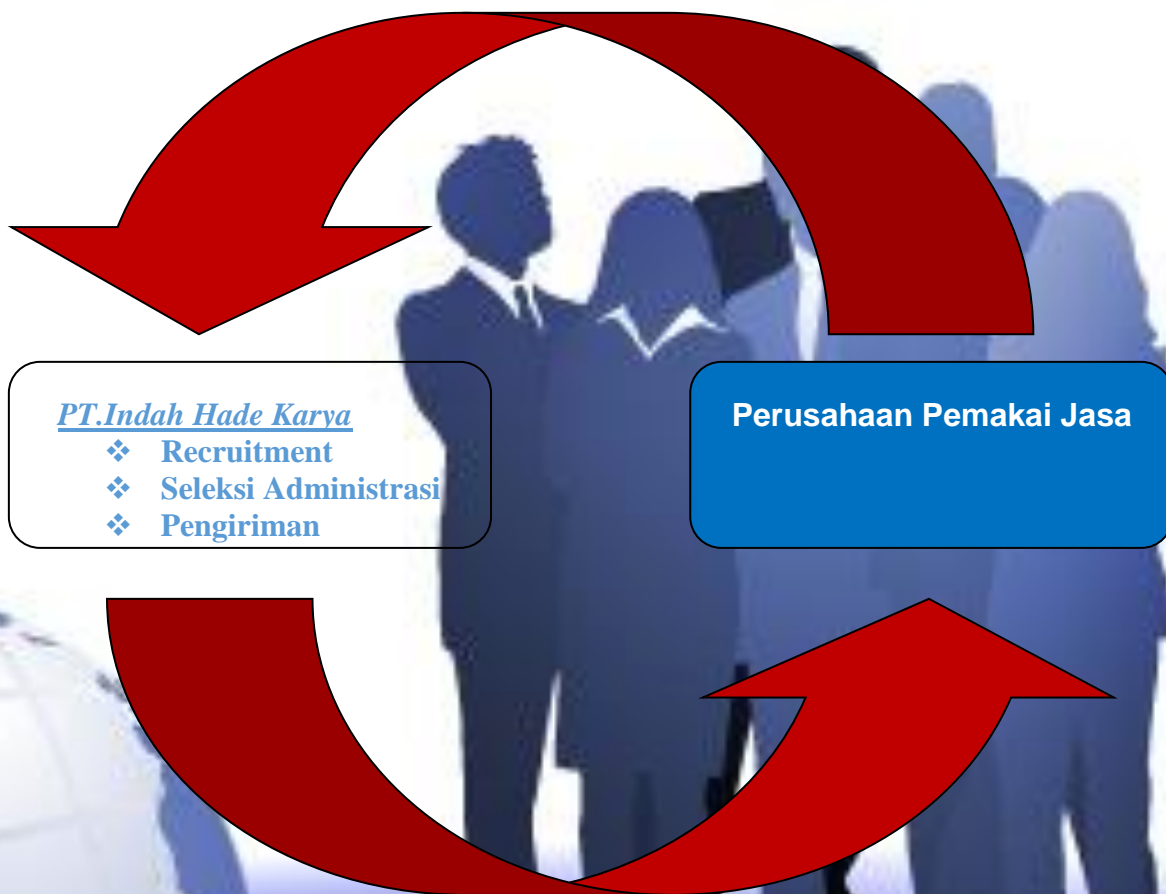 PT.Indah Hade Karya
❖ Recruitment
❖ Seleksi Administrasi
❖ Pengiriman
Perusahaan Pemakai Jasa